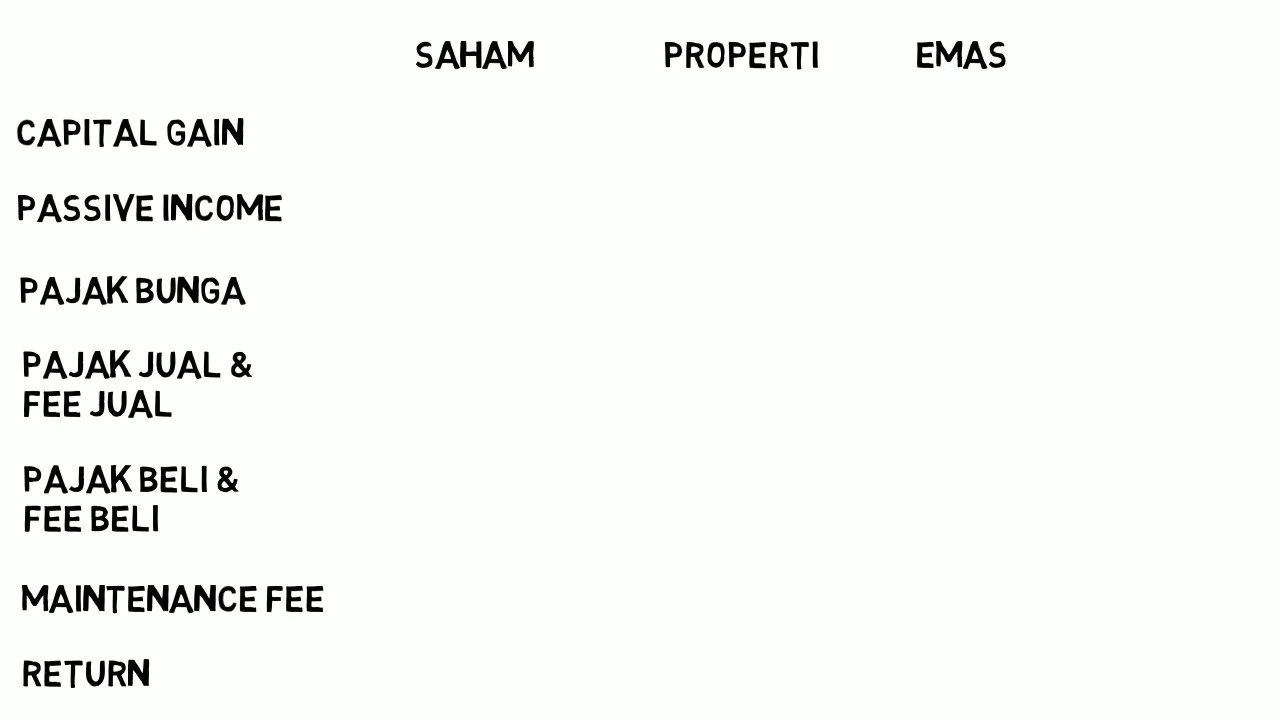 SAHAM PROPERTI EMAS
CAPITAL GAIN
PASSIVE INCOME
PAJAK BUNGA
PAJAK JUAL &
FEE JUAL
PAJAK BELI &
FEE BELI
MAINTENANCE FEE
RETURN